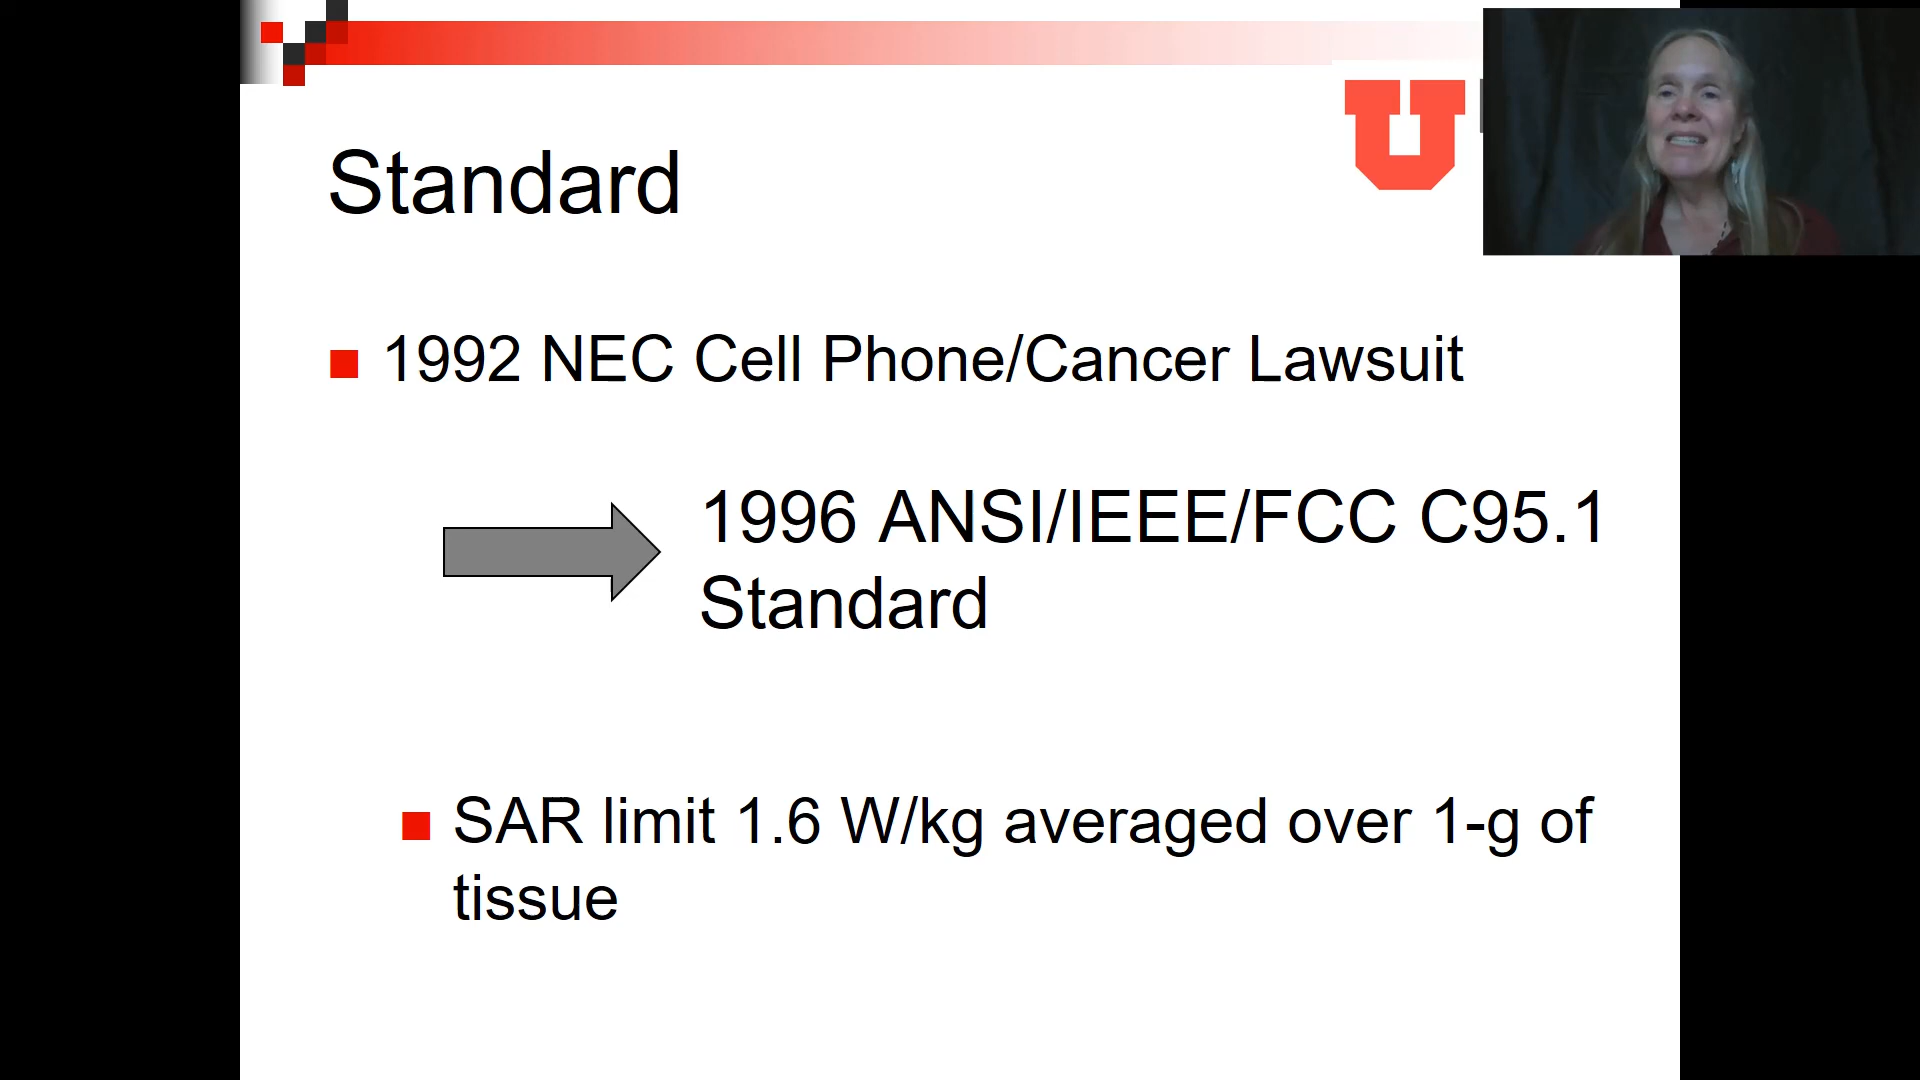 U
Standard
1992 NEC Cell Phone/Cancer Lawsuit
1996 ANSI/IEEE/FCC C95.1
Standard
SAR limit 1.6 W/kg averaged over 1-g of
tissue